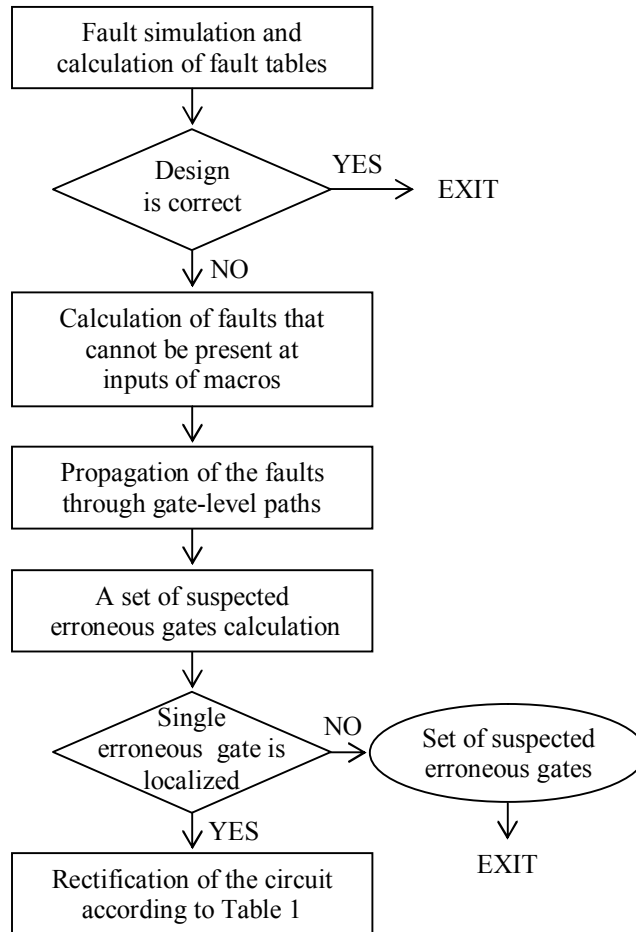 Fault simulation and
calculation of fault tables
Design
is correct
YES
EXIT
NO
Calculation of faults that
cannot be present at
inputs of macros
Propagation of the faults
through gate-level paths
A set of suspected
erroneous gates calculation
Single
erroneous gate is
localized
NO
Set of suspected
erroneous gates
EXIT
YES
Rectification of the circuit
according to Table 1